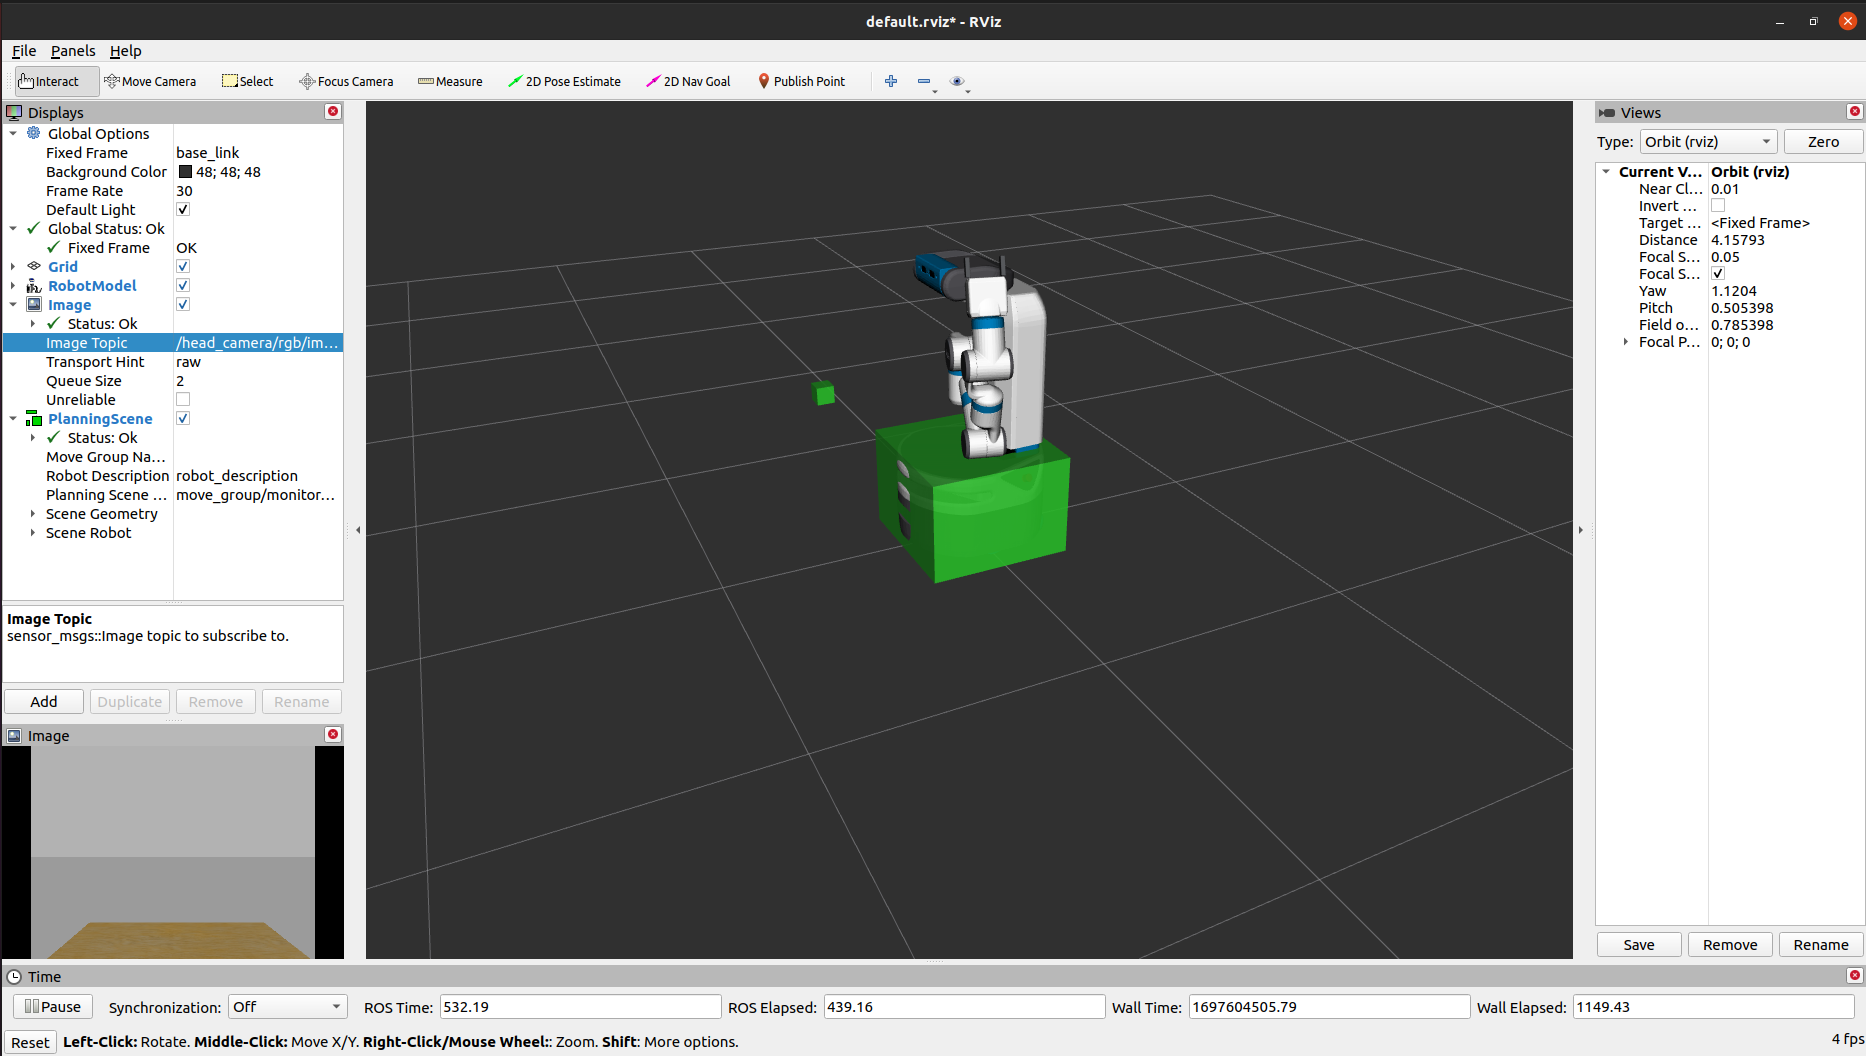 default.rviz* - RViz
File Panels Help
Interact Move Camera Select Focus Camera Measure 2D Pose Estimate 2D Nav Goal Publish Point
Displays
Global Options
Fixed Frame base_link
Background Color 48; 48; 48
Frame Rate 30
Default Light
Global Status: Ok
Fixed Frame OK
Grid
RobotModel
Image
Status: Ok
Image Topic /head_camera/rgb/im...
Transport Hint raw
Queue Size 2
Unreliable
PlanningScene
Status: Ok
Move Group Na...
Robot Description robot_description
Planning Scene ... move_group/monitor...
Scene Geometry
Scene Robot
Image Topic
sensor_msgs::Image topic to subscribe to.
Add Duplicate Remove Rename
Image
Views
Type: Orbit (rviz) Zero
Current V... Orbit (rviz)
Near Cl... 0.01
Invert ...
Target ... <Fixed Frame>
Distance 4.15793
Focal S... 0.05
Focal S...
Yaw 1.1204
Pitch 0.505398
Field o... 0.785398
Focal P... 0; 0; 0
Save Remove Rename
Time
Pause Synchronization: Off ROS Time: 532.19 ROS Elapsed: 439.16 Wall Time: 1697604505.79 Wall Elapsed: 1149.43
Reset Left-Click: Rotate. Middle-Click: Move X/Y. Right-Click/Mouse Wheel:: Zoom. Shift: More options. 4 fps